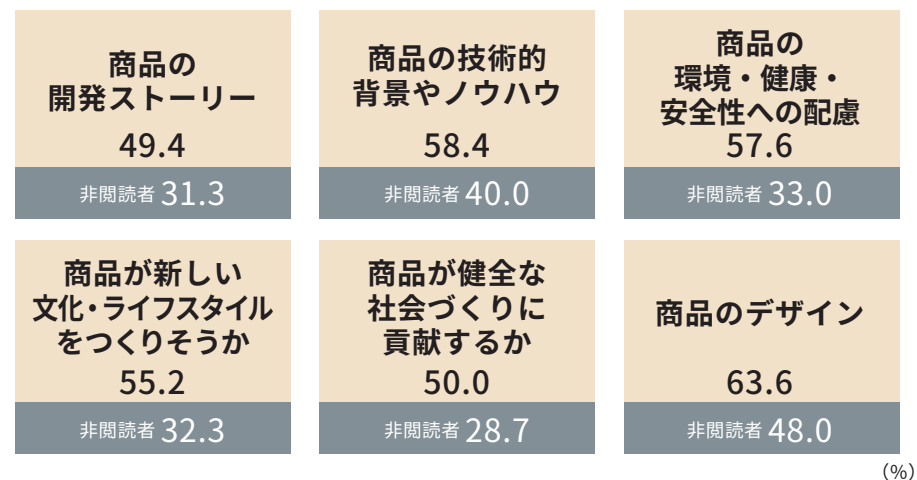 商品の
開発ストーリー
49.4
非閲読者 31.3
商品の技術的
背景やノウハウ
58.4
非閲読者 40.0
商品の
環境・健康・
安全性への配慮
57.6
非閲読者 33.0
商品が新しい
文化・ライフスタイル
をつくりそうか
55.2
非閲読者 32.3
商品が健全な
社会づくりに
貢献するか
50.0
非閲読者 28.7
商品のデザイン
63.6
非閲読者 48.0
(%)